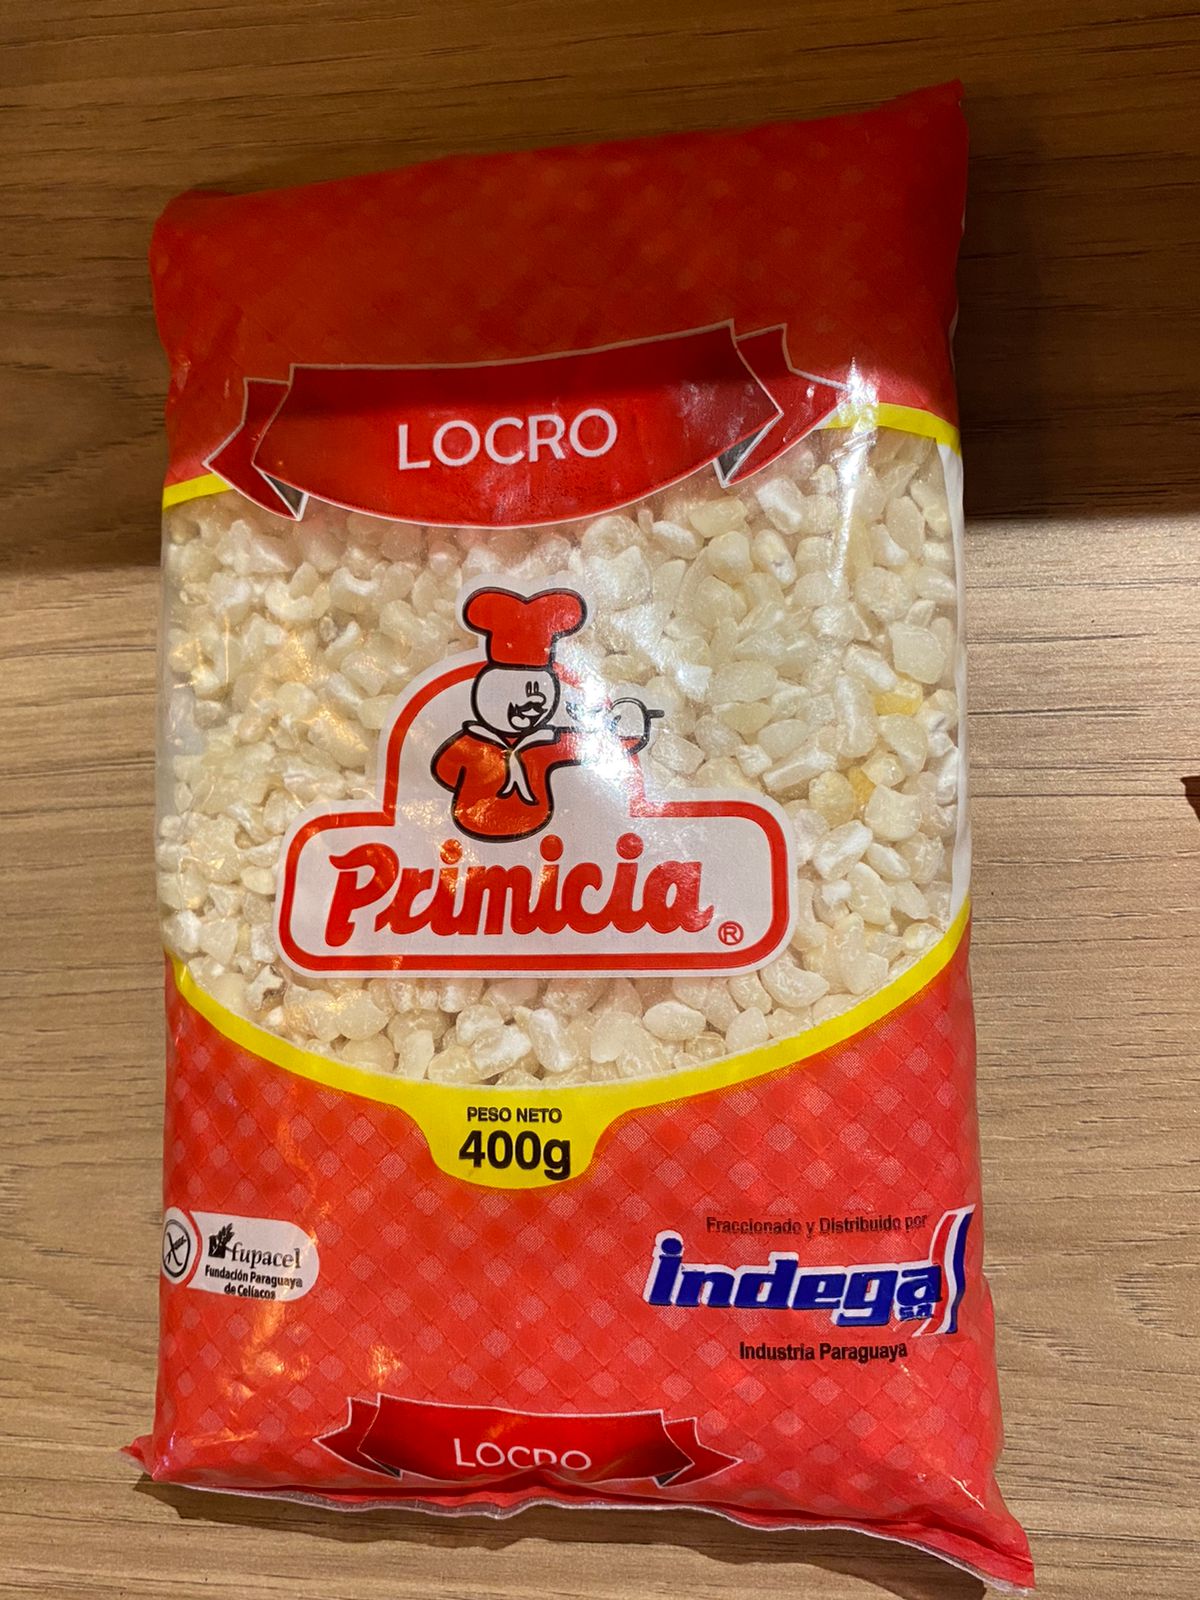 LOCRO
Primicia ®
PESO NETO
400g
fupacel
Fundación Paraguaya
de Celíacos
Fraccionado y Distribuido por
indega
s.a.
Industria Paraguaya
LOCRO